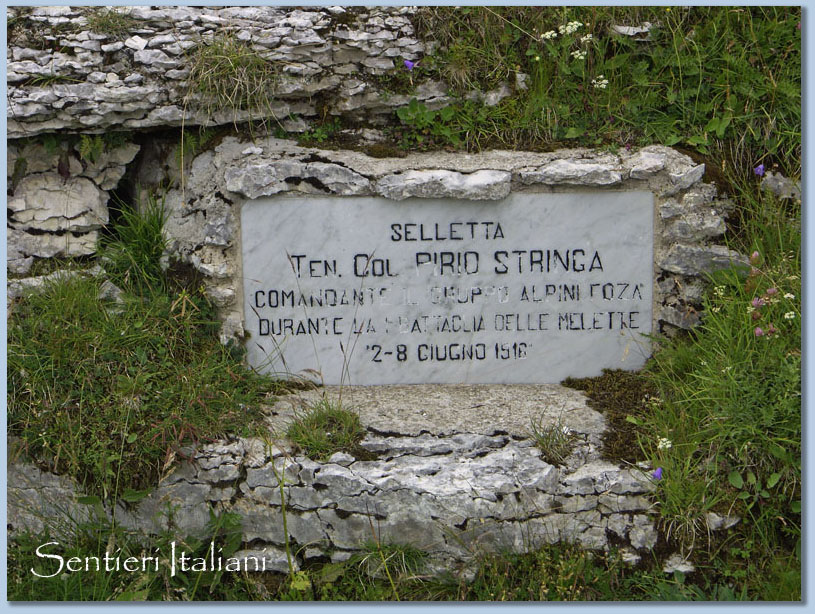 SELLETTA
TEN. COL PIRIO STRINGA
COMANDANTE IL GRUPPO ALPINI FOZA'
DURANTE LA BATTAGLIA DELLE MELETTE
'2-8 GIUGNO 1916'
Sentieri Italiani